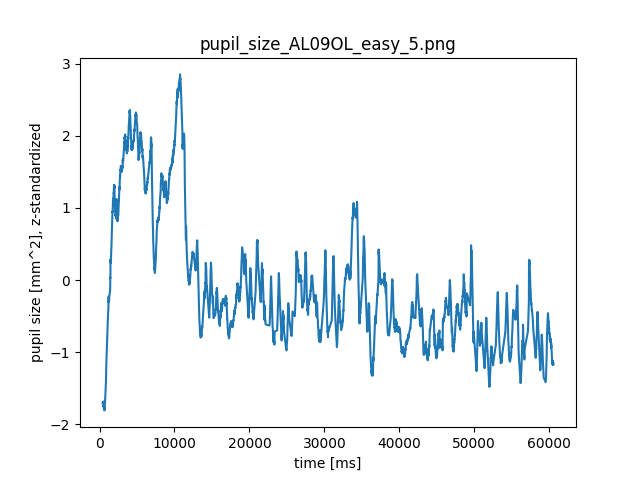 pupil_size_AL09OL_easy_5.png
3
2
1
0
−1
−2
pupil size [mm^2], z-standardized
0 10000 20000 30000 40000 50000 60000
time [ms]